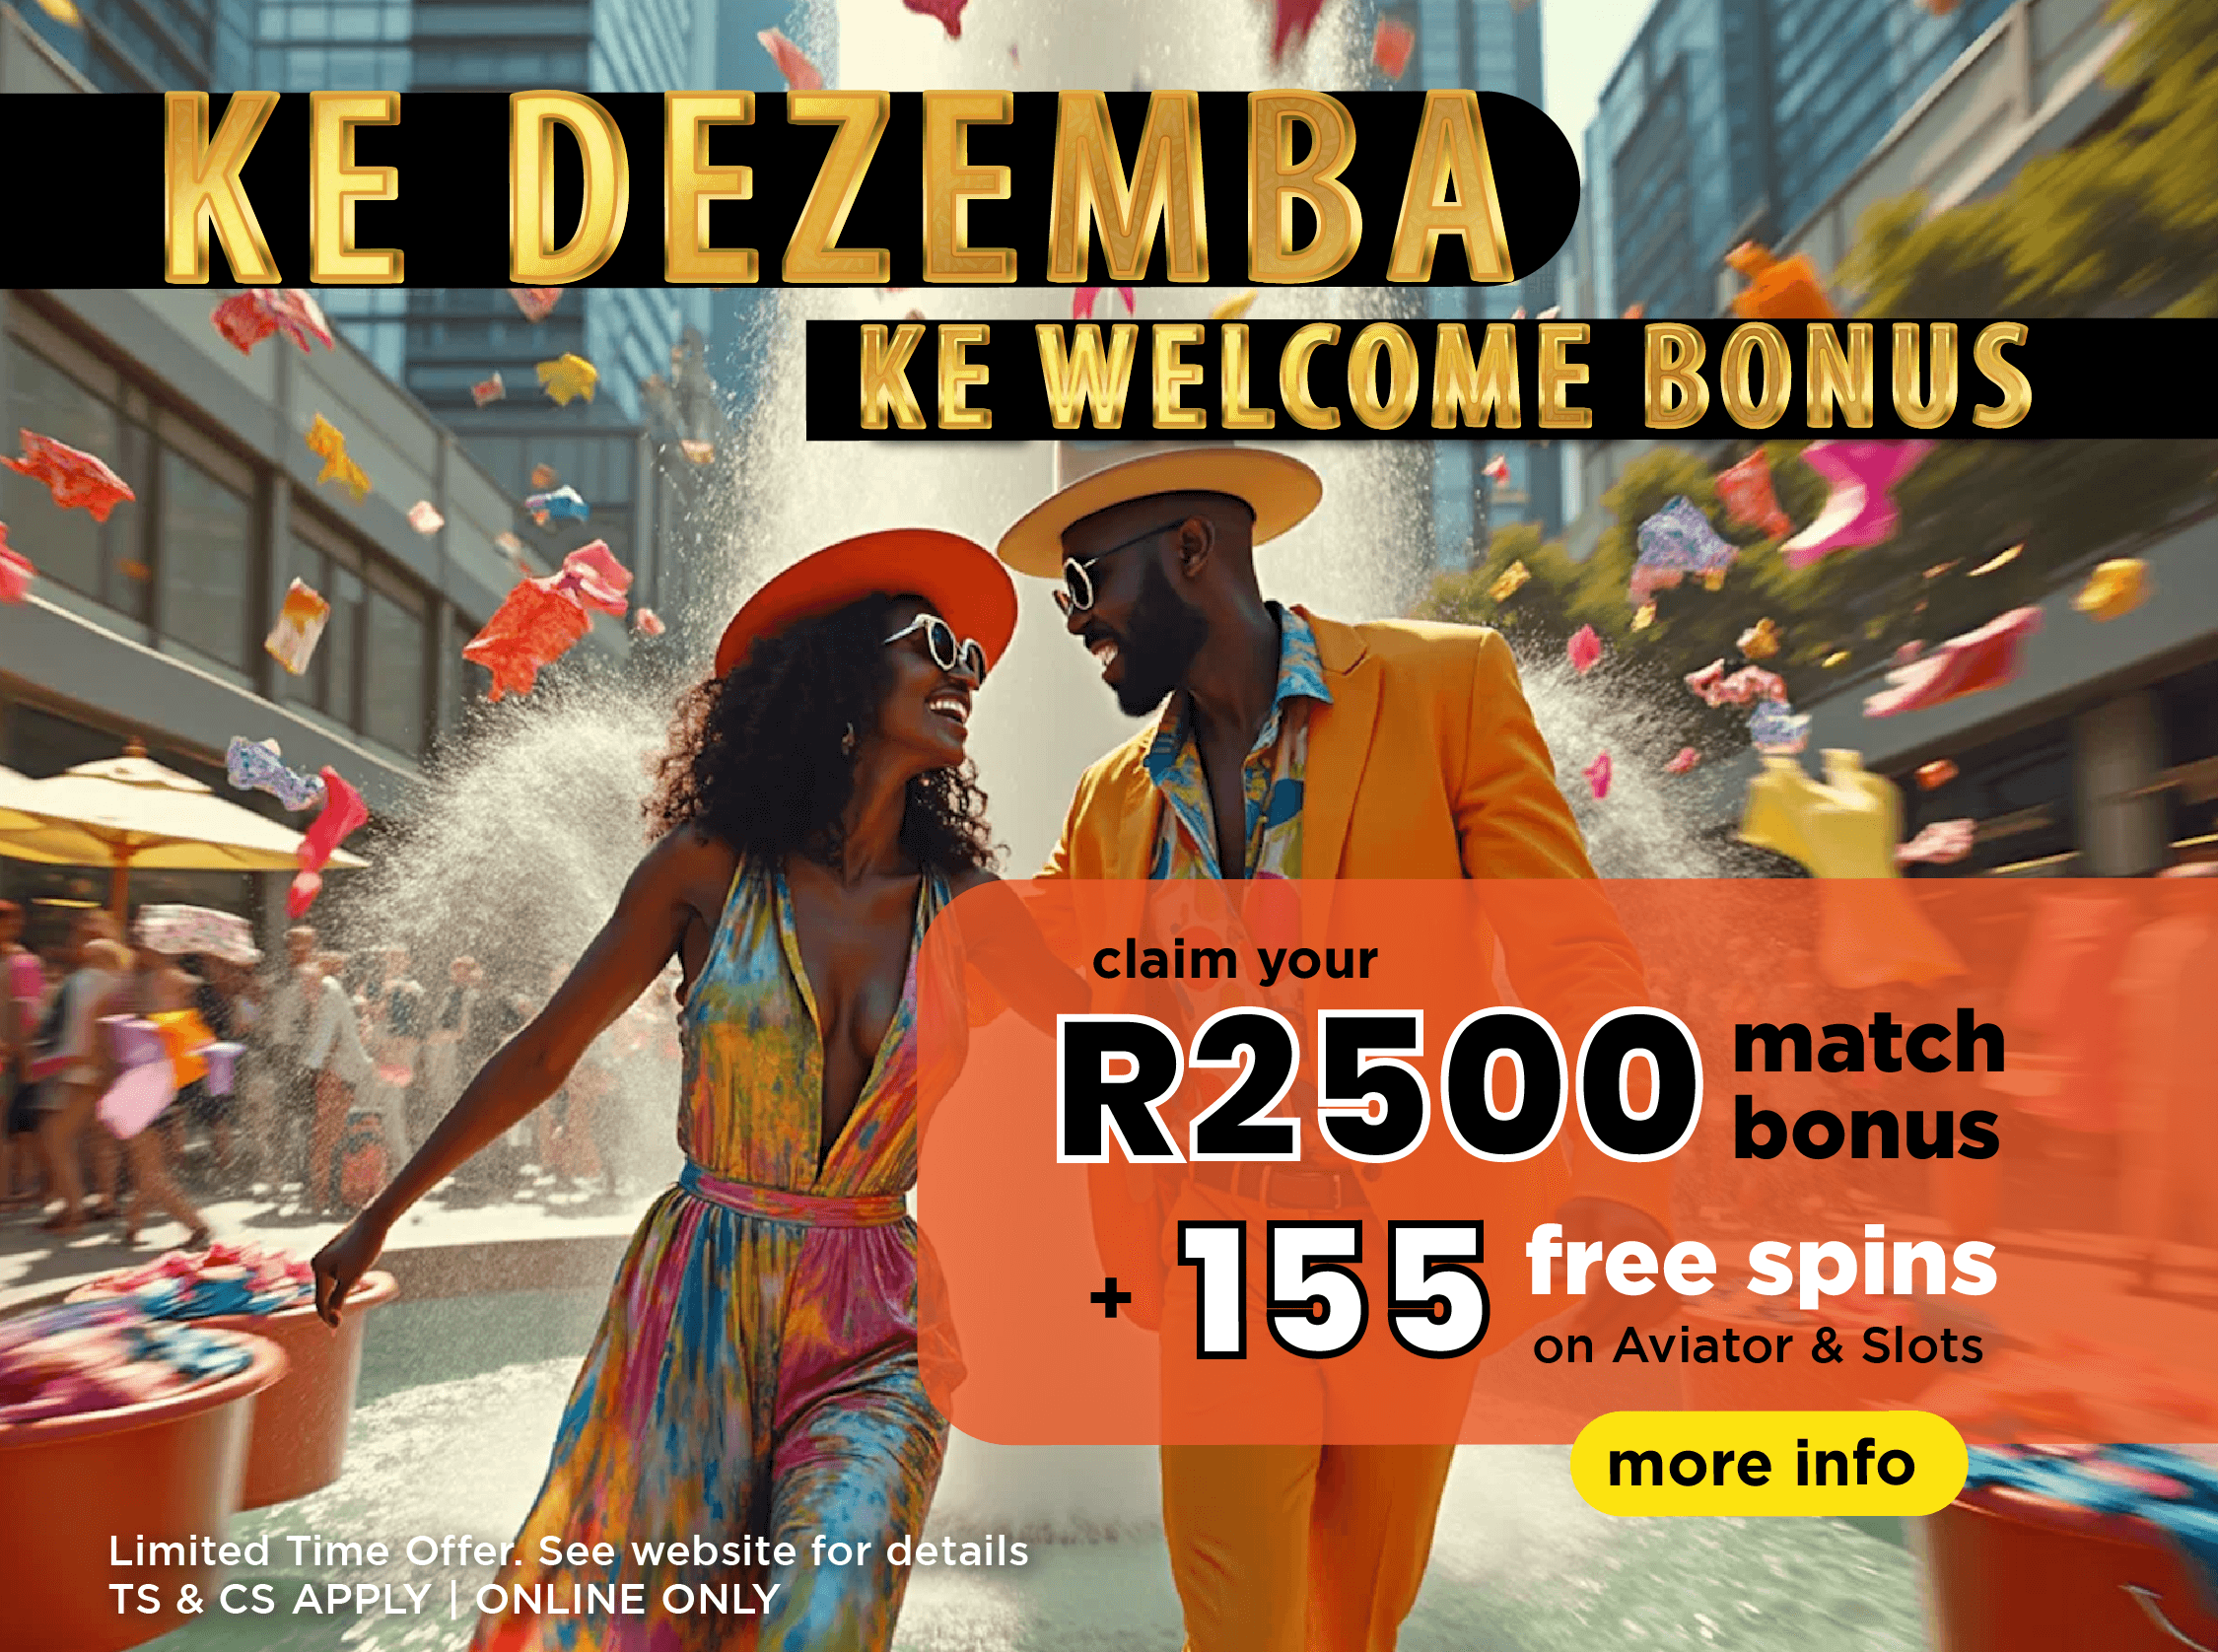 KE DEZEMBA
KE WELCOME BONUS
claim your
R2500 match bonus
+ 155 free spins
on Aviator & Slots
more info
Limited Time Offer. See website for details
TS & CS APPLY | ONLINE ONLY